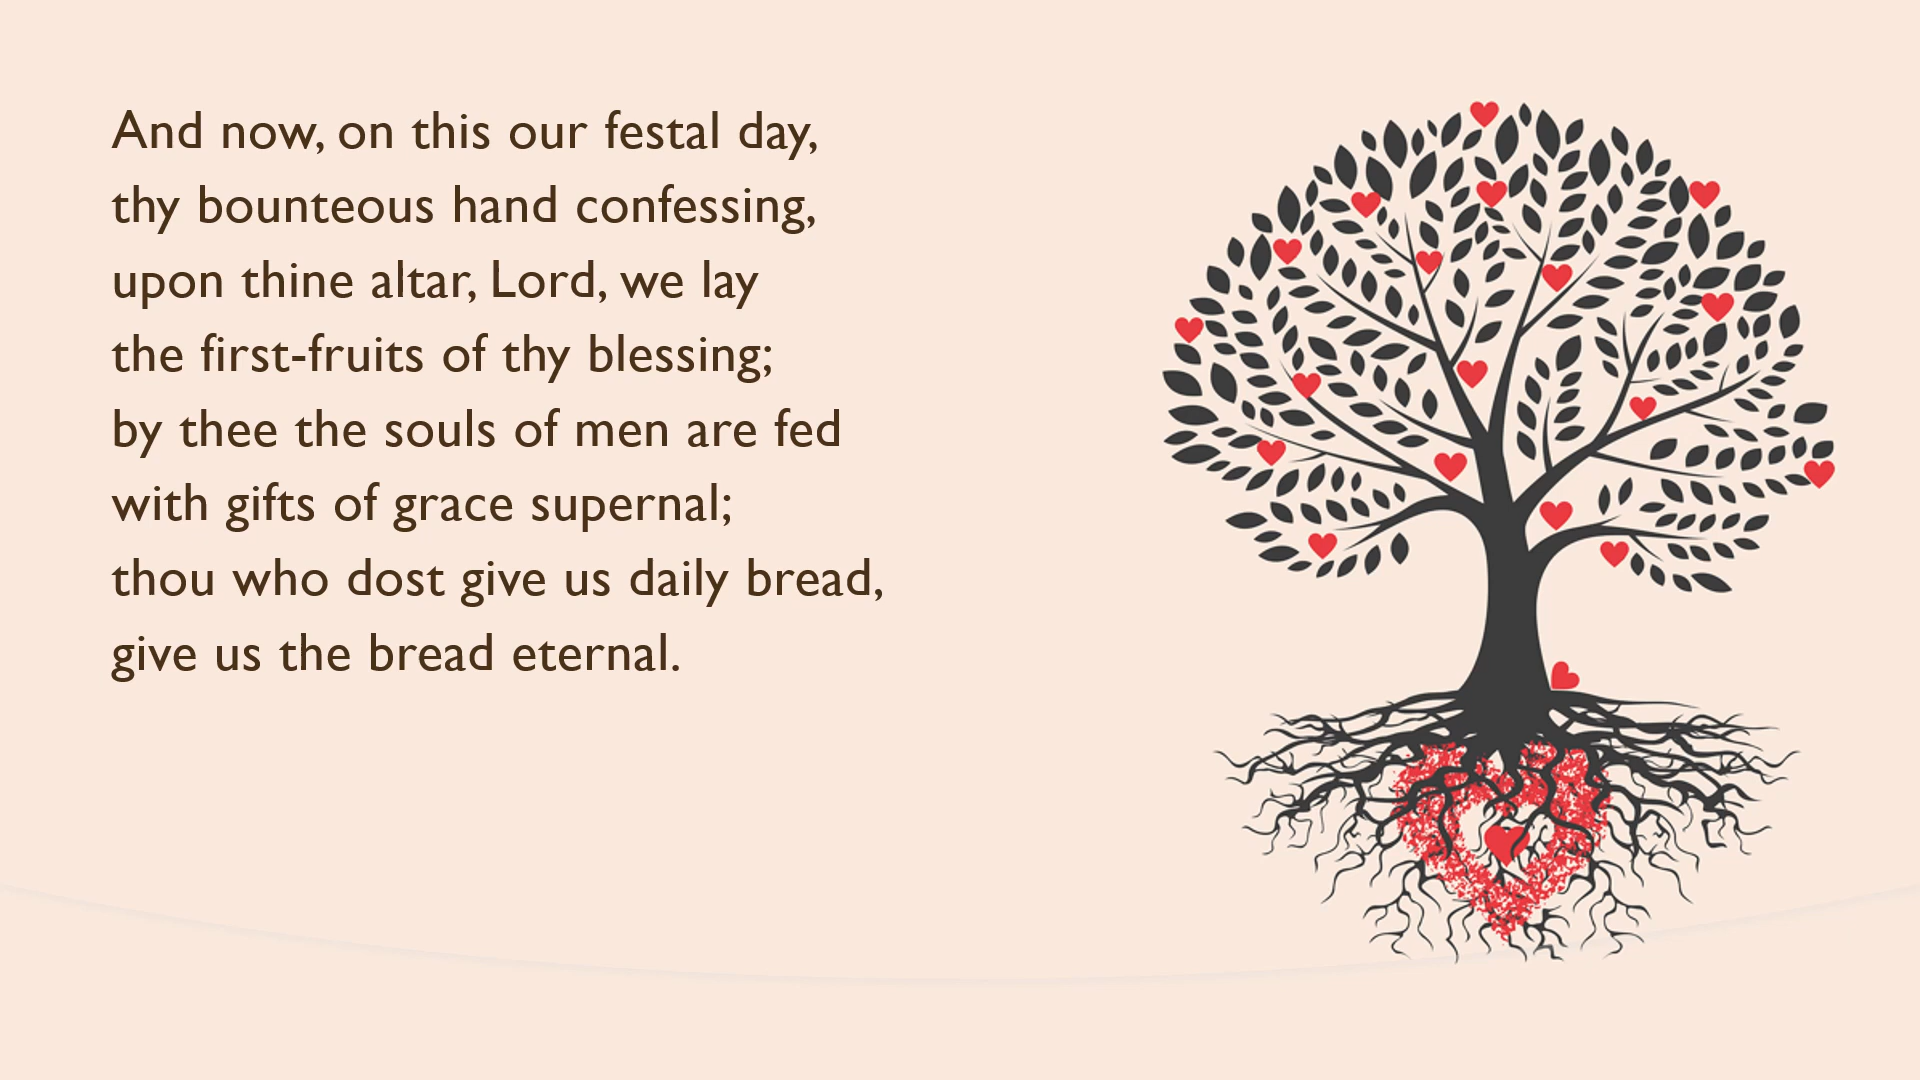 And now, on this our festal day,
thy bounteous hand confessing,
upon thine altar, Lord, we lay
the first-fruits of thy blessing;
by thee the souls of men are fed
with gifts of grace supernal;
thou who dost give us daily bread,
give us the bread eternal.